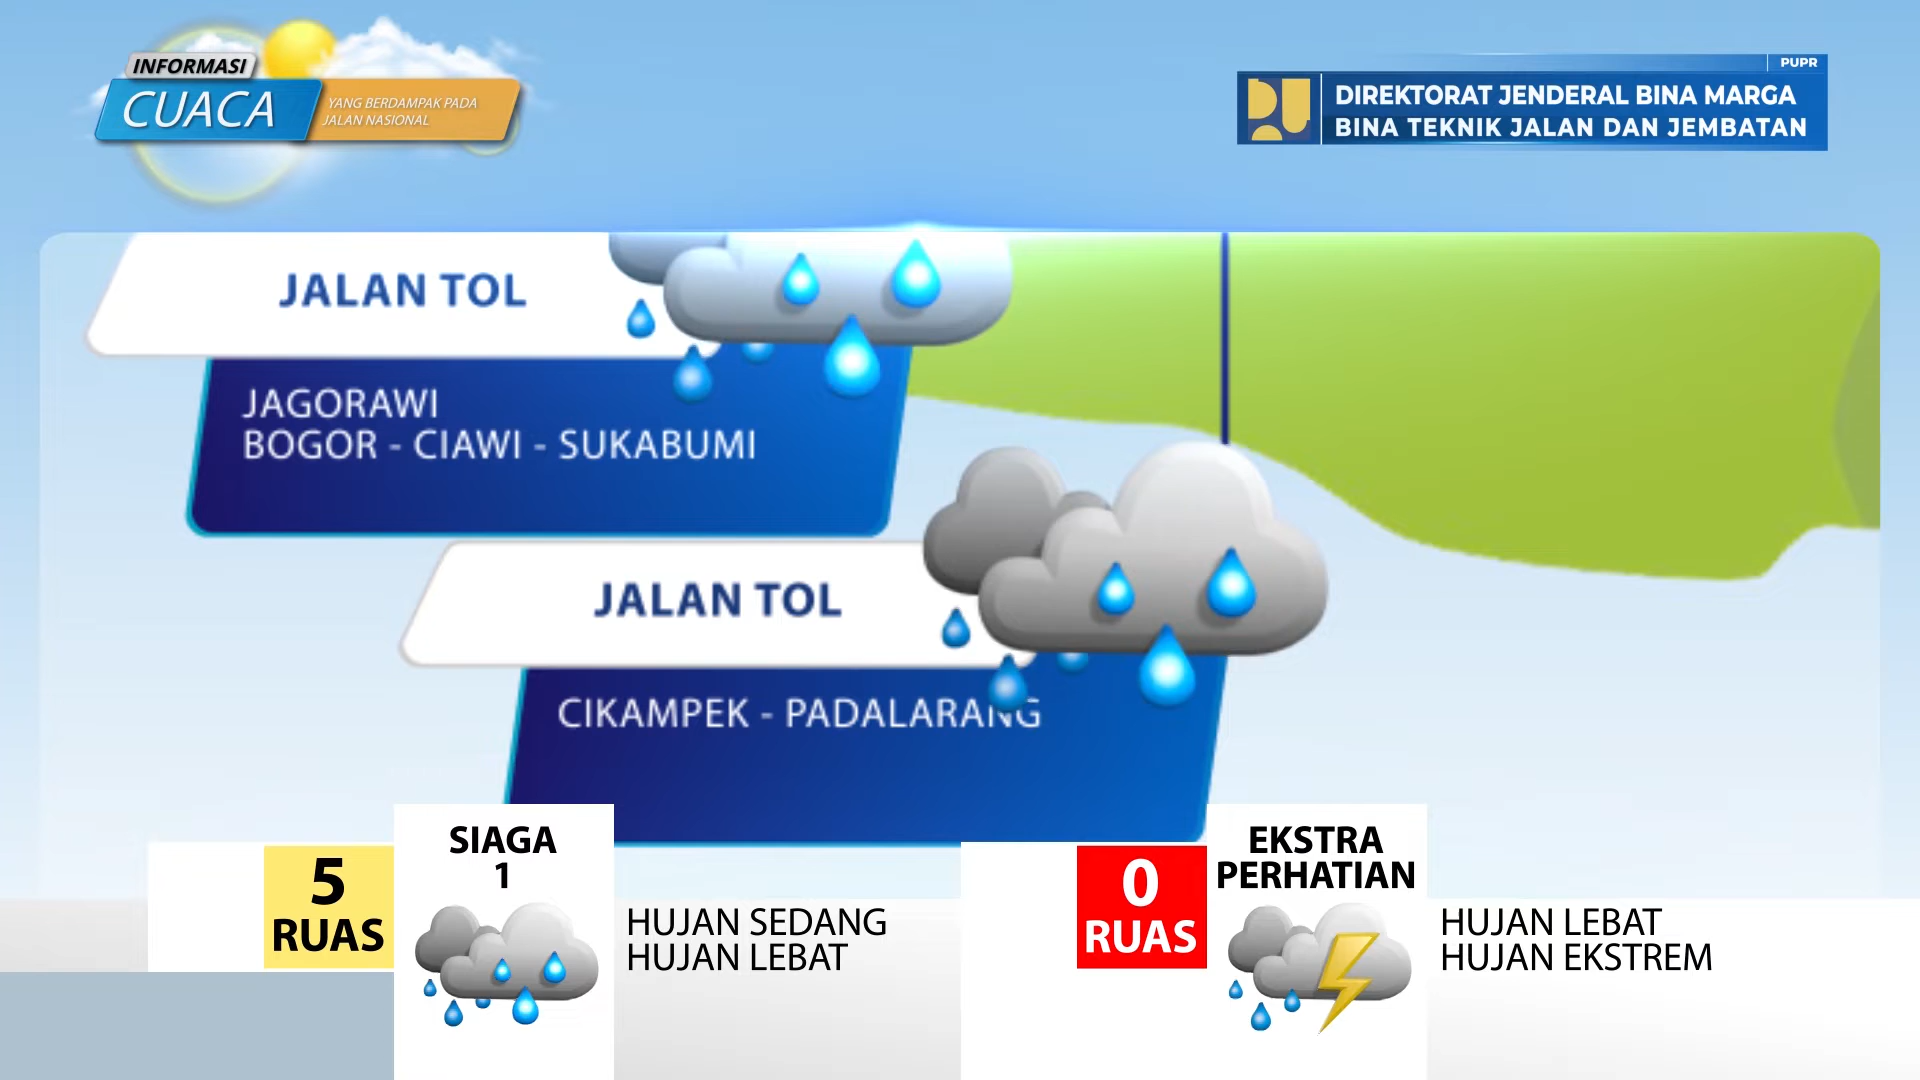 INFORMASI
CUACA
YANG BERDAMPAK PADA
JALAN NASIONAL
PUPR
DIREKTORAT JENDERAL BINA MARGA
BINA TEKNIK JALAN DAN JEMBATAN
JALAN TOL
JAGORAWI
BOGOR - CIAWI - SUKABUMI
JALAN TOL
CIKAMPEK - PADALARANG
5
RUAS
SIAGA
1
HUJAN SEDANG
HUJAN LEBAT
0
RUAS
EKSTRA
PERHATIAN
HUJAN LEBAT
HUJAN EKSTREM